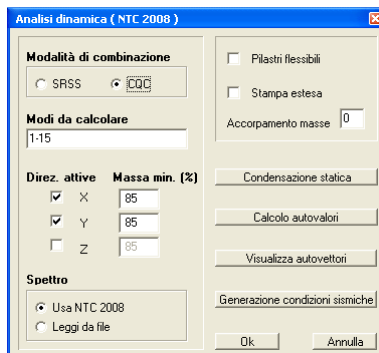 Analisi dinamica ( NTC 2008 )
Modalità di combinazione
SRSS CQC
Modi da calcolare
1-15
Direz. attive Massa min. (%)
X 85
Y 85
Z 85
Spettro
Usa NTC 2008
Leggi da file
Pilastri flessibili
Stampa estesa
Accorpamento masse 0
Condensazione statica
Calcolo autovalori
Visualizza autovettori
Generazione condizioni sismiche
Ok Annulla